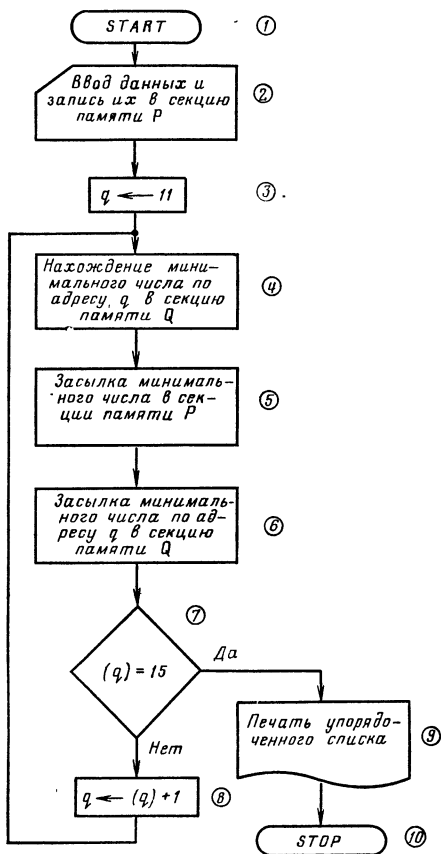 START
①
Ввод данных и
запись их в секцию
памяти P
②
q ← 11
③
Нахождение мини-
мального числа по
адресу, q в секцию
памяти Q
④
Засылка минималь-
ного числа в сек-
ции памяти P
⑤
Засылка минималь-
ного числа по ад-
ресу q в секцию
памяти Q
⑥
⑦
(q) = 15
Да
Нет
Печать упорядо-
ченного списка
⑨
q ← (q) + 1
⑧
STOP
⑩